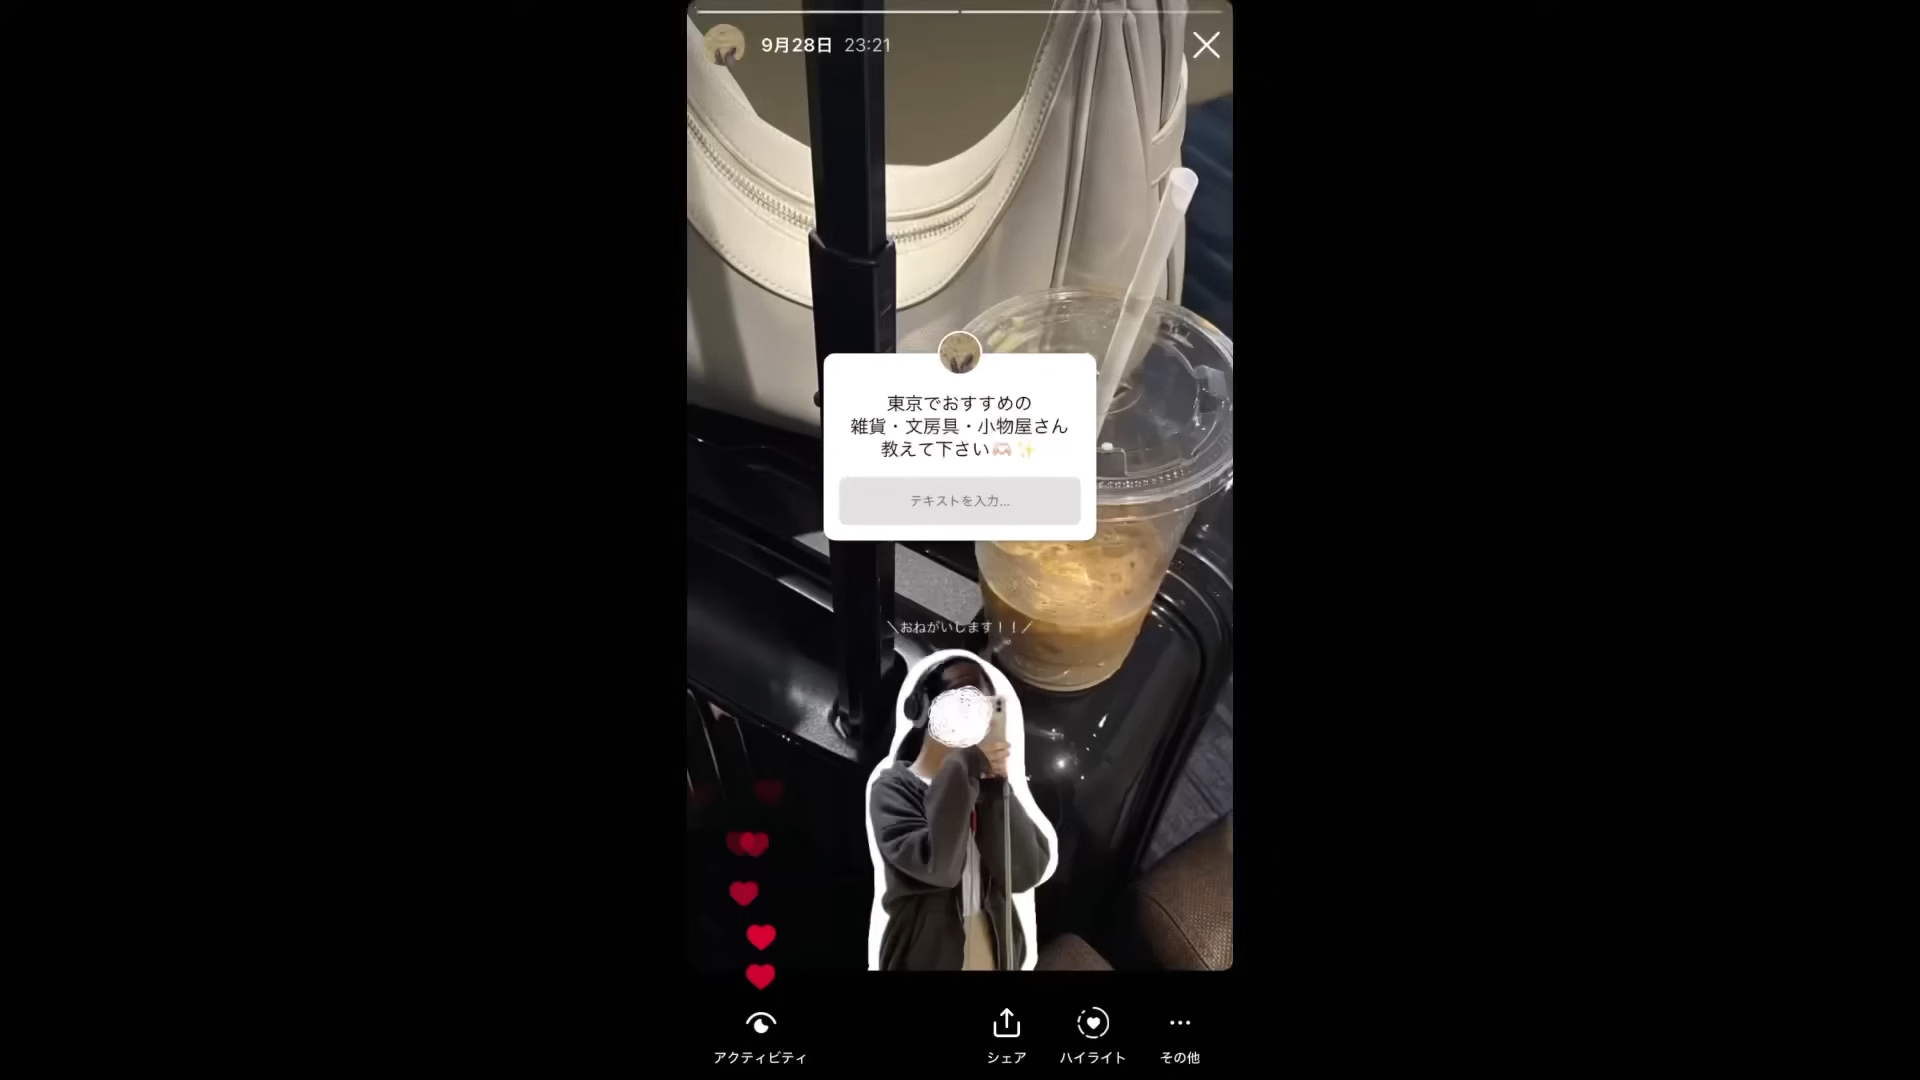 9月28日 23:21
東京でおすすめの
雑貨・文房具・小物屋さん
教えて下さい🫶🏻✨
テキストを入力...
＼おねがいします！！／
アクティビティ
シェア
ハイライト
その他